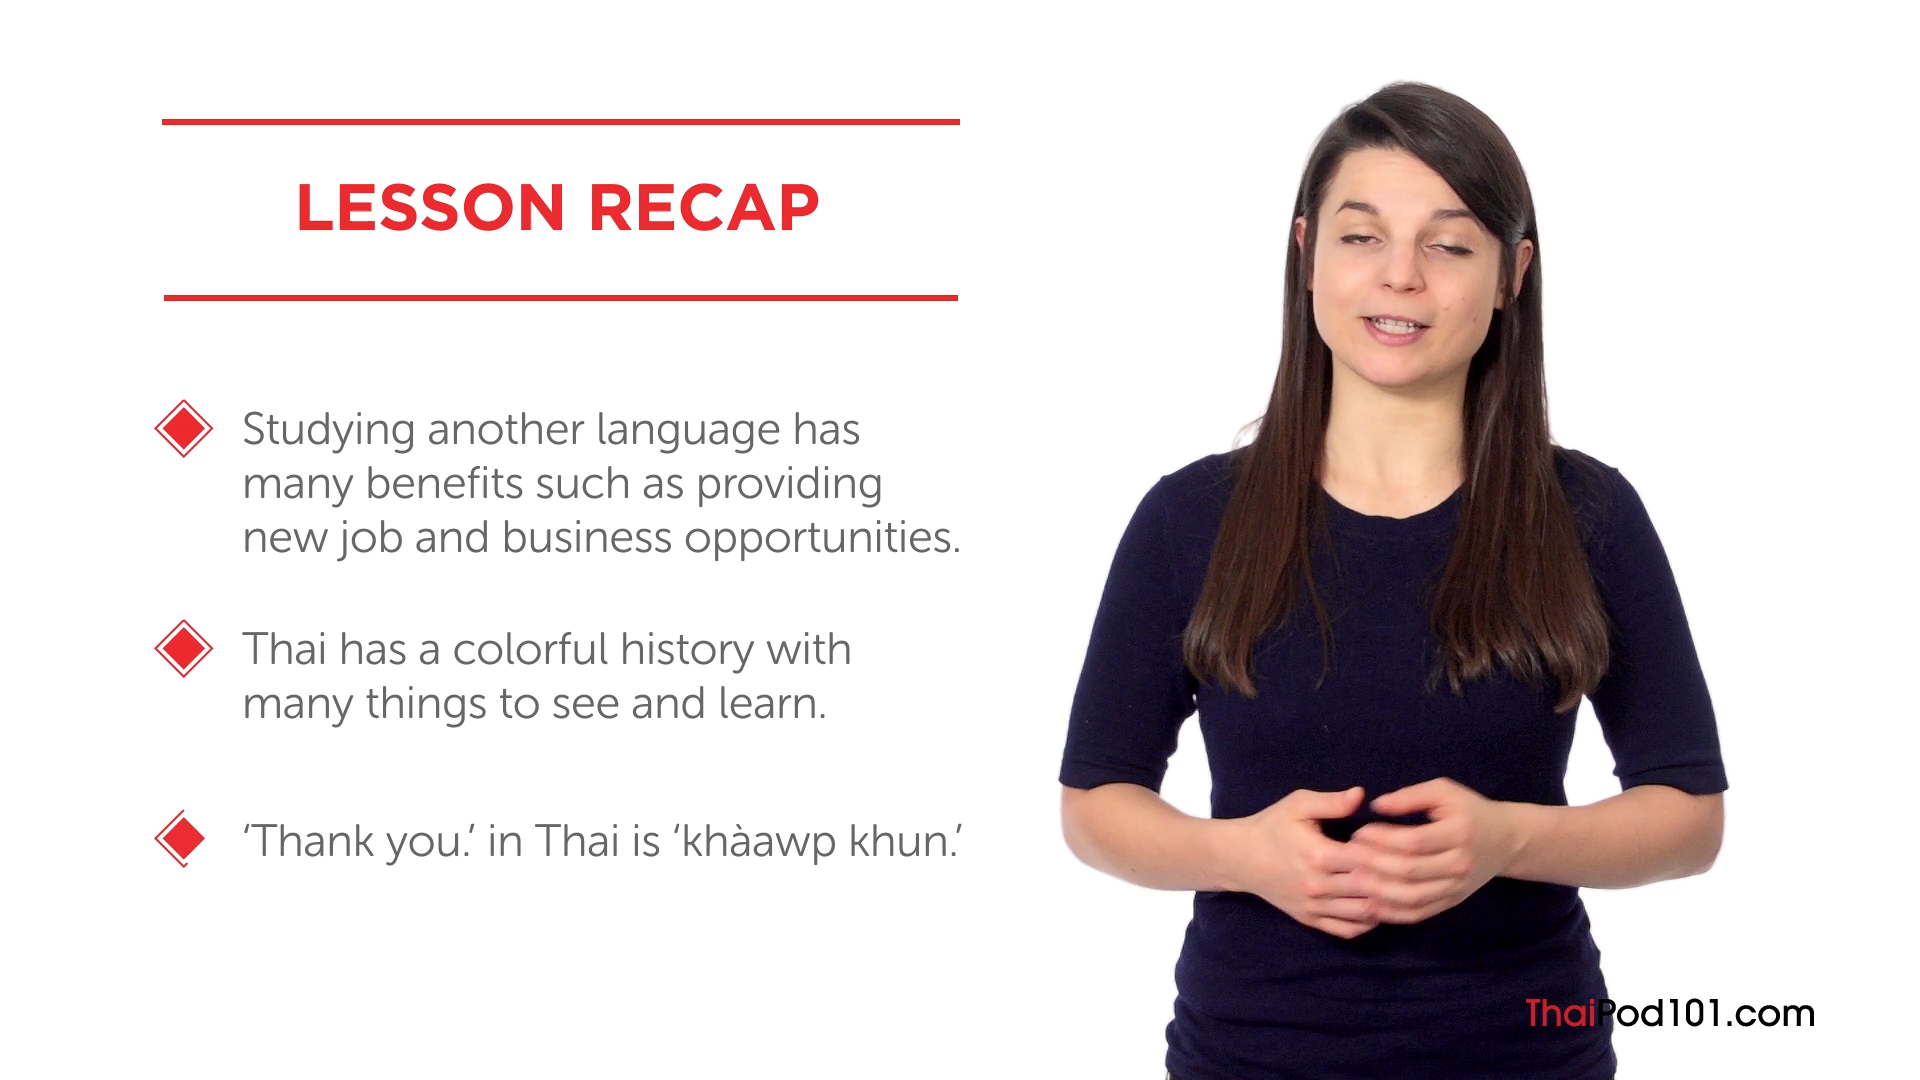 LESSON RECAP
Studying another language has
many benefits such as providing
new job and business opportunities.
Thai has a colorful history with
many things to see and learn.
‘Thank you.’ in Thai is ‘khàawp khun.’
ThaiPod101.com